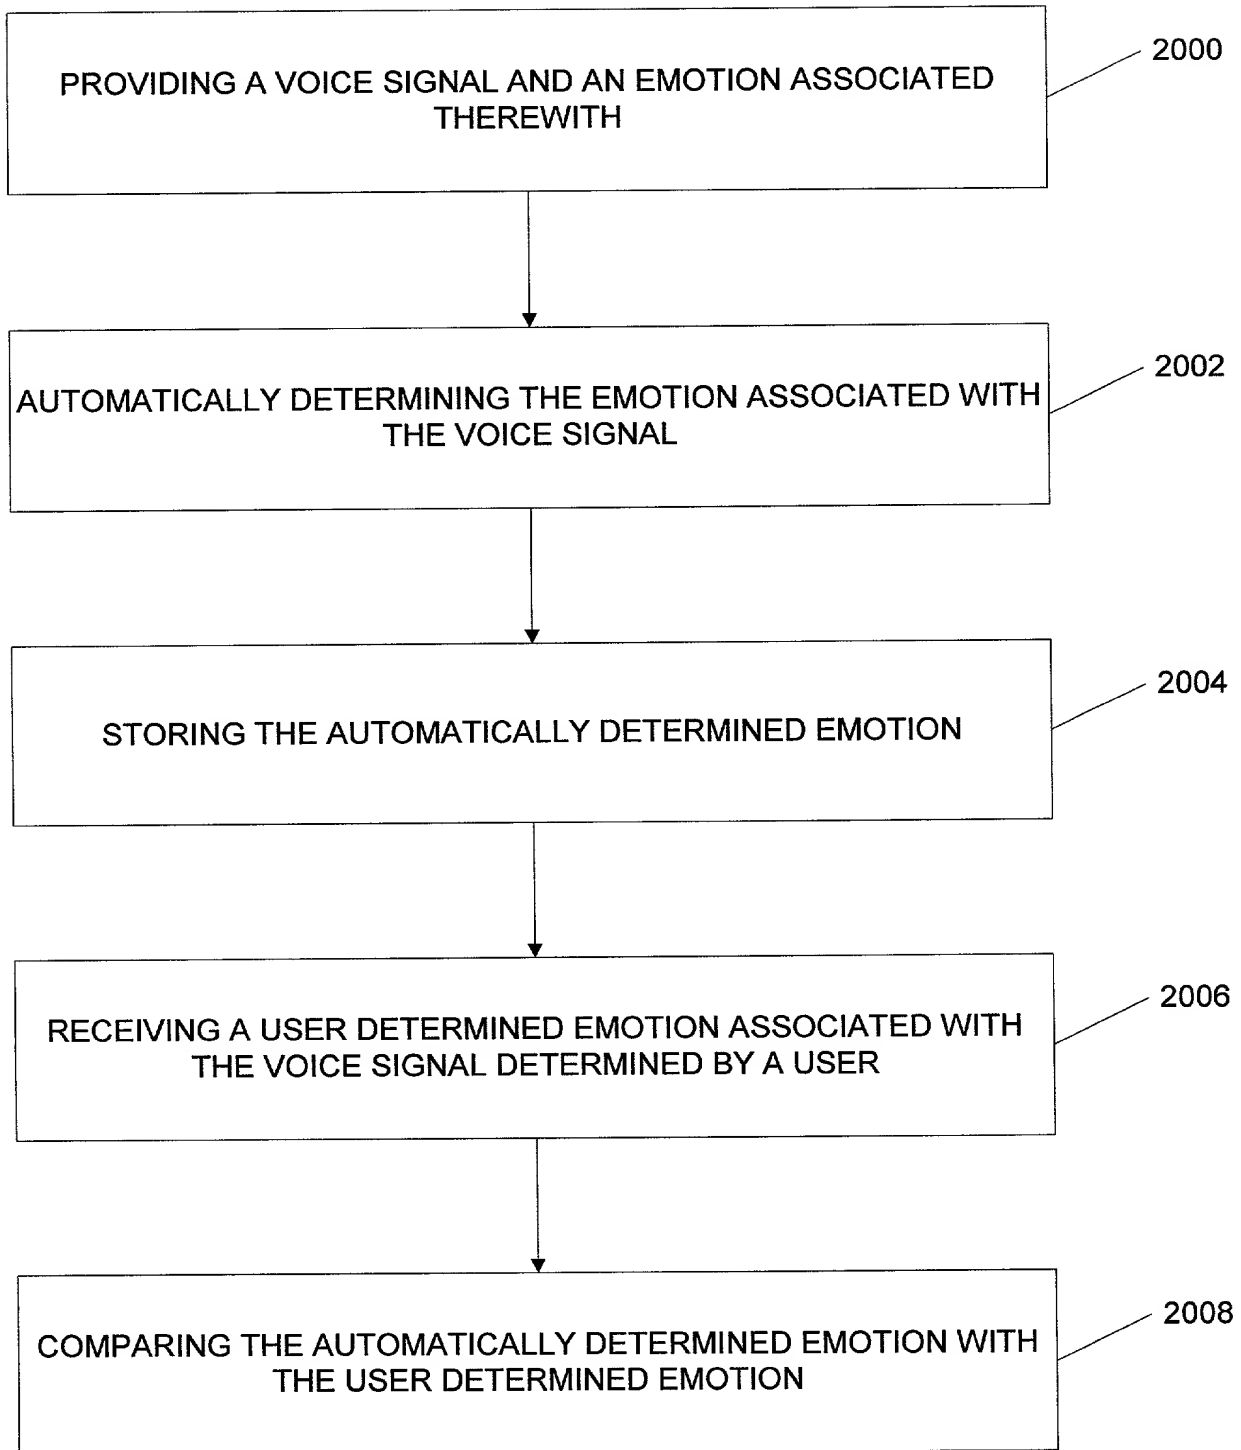 PROVIDING A VOICE SIGNAL AND AN EMOTION ASSOCIATED
THEREWITH
2000
AUTOMATICALLY DETERMINING THE EMOTION ASSOCIATED WITH
THE VOICE SIGNAL
2002
STORING THE AUTOMATICALLY DETERMINED EMOTION
2004
RECEIVING A USER DETERMINED EMOTION ASSOCIATED WITH
THE VOICE SIGNAL DETERMINED BY A USER
2006
COMPARING THE AUTOMATICALLY DETERMINED EMOTION WITH
THE USER DETERMINED EMOTION
2008